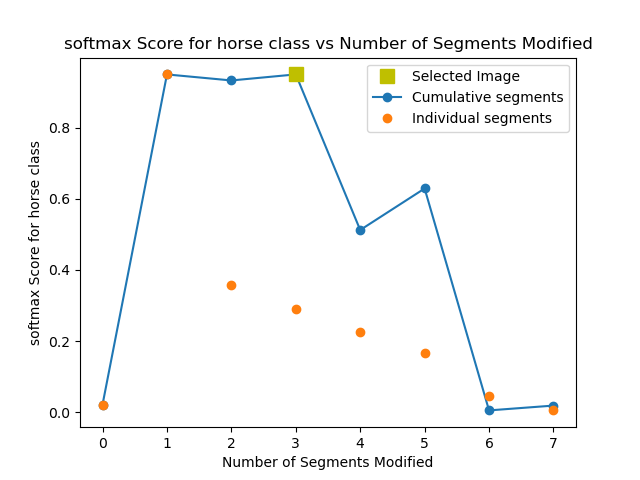 softmax Score for horse class vs Number of Segments Modified
Selected Image
Cumulative segments
Individual segments
softmax Score for horse class
0.8
0.6
0.4
0.2
0.0
0 1 2 3 4 5 6 7
Number of Segments Modified